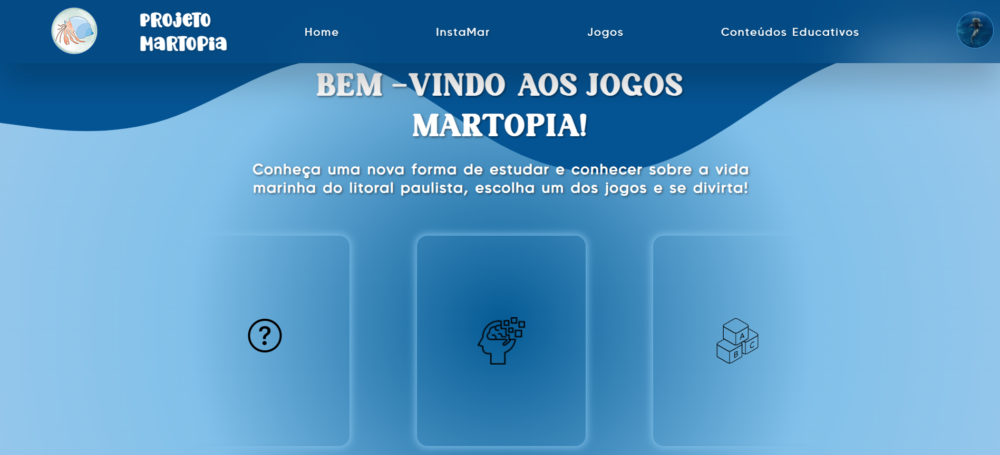 PROJETO
MARTOPIA
Home
InstaMar
Jogos
Conteúdos Educativos
BEM -VINDO AOS JOGOS
MARTOPIA!
Conheça uma nova forma de estudar e conhecer sobre a vida
marinha do litoral paulista, escolha um dos jogos e se divirta!
?
A
B
C